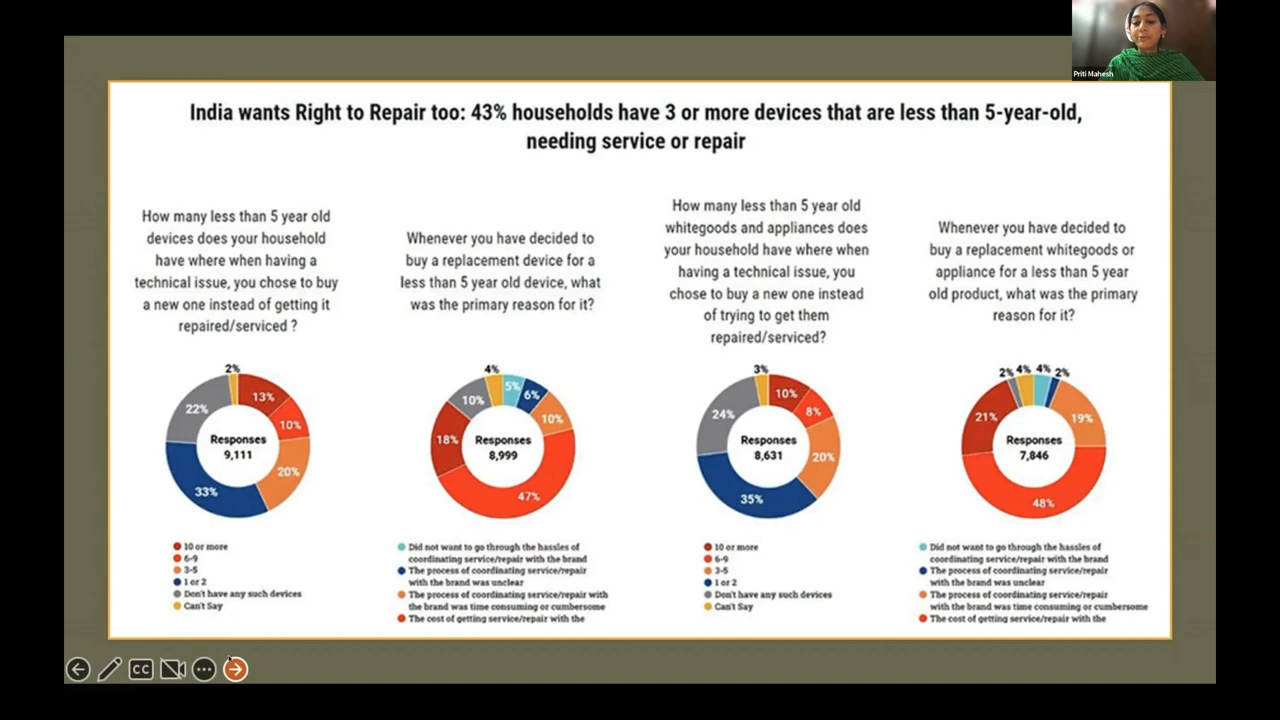 Priti Mahesh
India wants Right to Repair too: 43% households have 3 or more devices that are less than 5-year-old,
needing service or repair
How many less than 5 year old
devices does your household
have where when having a
technical issue, you chose to buy
a new one instead of getting it
repaired/serviced ?
2%
13%
10%
20%
33%
22%
Responses
9,111
10 or more
6-9
3-5
1 or 2
Don't have any such devices
Can't Say
Whenever you have decided to
buy a replacement device for a
less than 5 year old device, what
was the primary reason for it?
4%
5%
6%
10%
47%
18%
10%
Responses
8,999
Did not want to go through the hassles of
coordinating service/repair with the brand
The process of coordinating service/repair
with the brand was unclear
The process of coordinating service/repair with
the brand was time consuming or cumbersome
The cost of getting service/repair with the
How many less than 5 year old
whitegoods and appliances does
your household have where when
having a technical issue, you
chose to buy a new one instead
of trying to get them
repaired/serviced?
3%
10%
8%
20%
35%
24%
Responses
8,631
10 or more
6-9
3-5
1 or 2
Don't have any such devices
Can't Say
Whenever you have decided to
buy a replacement whitegoods or
appliance for a less than 5 year
old product, what was the primary
reason for it?
2%
4%
4%
2%
19%
48%
21%
Responses
7,846
Did not want to go through the hassles of
coordinating service/repair with the brand
The process of coordinating service/repair
with the brand was unclear
The process of coordinating service/repair
with the brand was time consuming or cumbersome
The cost of getting service/repair with the
CC